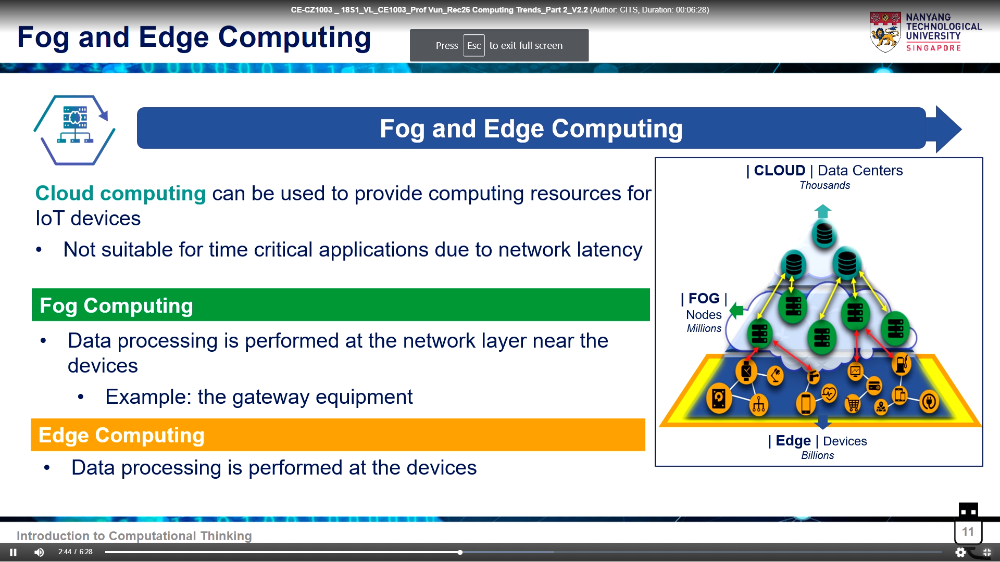 CE-CZ1003 _ 18S1_VL_CE1003_Prof Vun_Rec26 Computing Trends_Part 2_V2.2 (Author: CITS, Duration: 00:06:28)
Fog and Edge Computing
Press Esc to exit full screen
NANYANG
TECHNOLOGICAL
UNIVERSITY
SINGAPORE
Fog and Edge Computing
Cloud computing can be used to provide computing resources for
IoT devices
• Not suitable for time critical applications due to network latency
Fog Computing
• Data processing is performed at the network layer near the
devices
• Example: the gateway equipment
Edge Computing
• Data processing is performed at the devices
| CLOUD | Data Centers
Thousands
| FOG |
Nodes
Millions
| Edge | Devices
Billions
Introduction to Computational Thinking
11
2:44 / 6:28